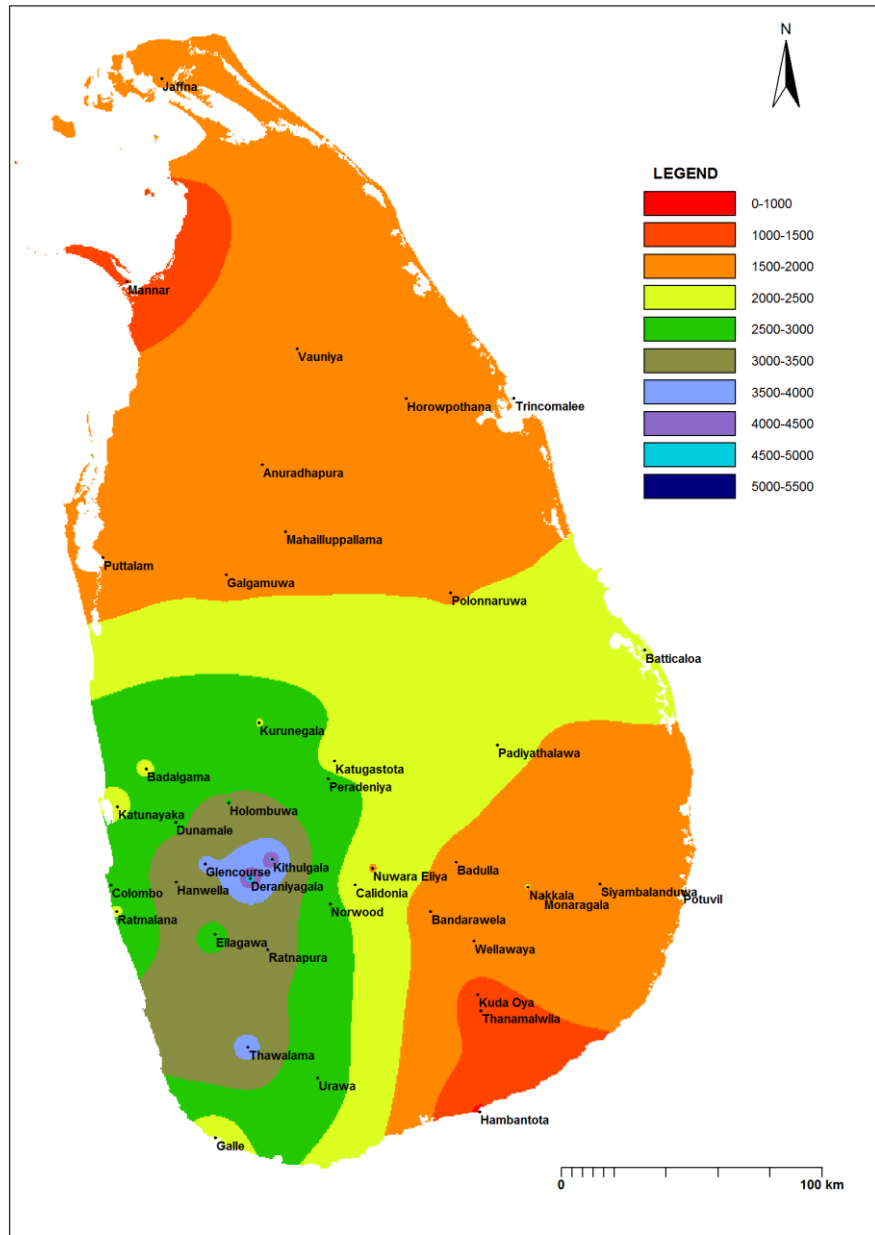 N
Jaffna
LEGEND
0-1000
1000-1500
1500-2000
2000-2500
2500-3000
3000-3500
3500-4000
4000-4500
4500-5000
5000-5500
Mannar
Vauniya
Horowpothana
Trincomalee
Anuradhapura
Mahailluppallama
Puttalam
Galgamuwa
Polonnaruwa
Batticaloa
Kurunegala
Padiyathalawa
Katugastota
Badalgama
Peradeniya
Holombuwa
Katunayaka
Dunamale
Kithulgala
Glencourse
Nuwara Eliya
Badulla
Deraniyagala
Hanwella
Calidonia
Colombo
Nakkala
Siyambalanduwa
Monaragala
Potuvil
Norwood
Ratmalana
Bandarawela
Ellagawa
Ratnapura
Wellawaya
Kuda Oya
Thanamalwila
Thawalama
Urawa
Hambantota
Galle
0
100 km